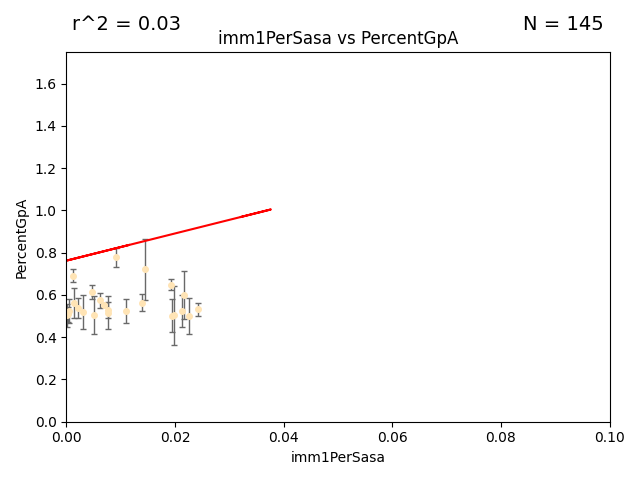 r^2 = 0.03
N = 145
imm1PerSasa vs PercentGpA
PercentGpA
1.6
1.4
1.2
1.0
0.8
0.6
0.4
0.2
0.0
0.00 0.02 0.04 0.06 0.08 0.10
imm1PerSasa